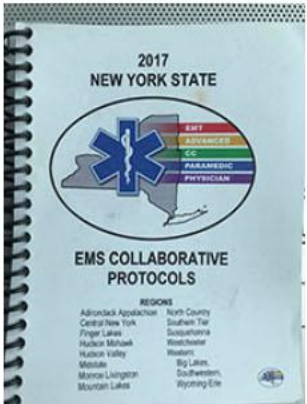 2017
NEW YORK STATE
EMT
ADVANCED
CC
PARAMEDIC
PHYSICIAN
EMS COLLABORATIVE
PROTOCOLS
REGIONS
Adirondack Appalachian
Central New York
Finger Lakes
Hudson Mohawk
Hudson Valley
Midstate
Monroe Livingston
Mountain Lakes
North Country
Southern Tier
Susquehanna
Westchester
Western:
Big Lakes,
Southwestern,
Wyoming-Erie